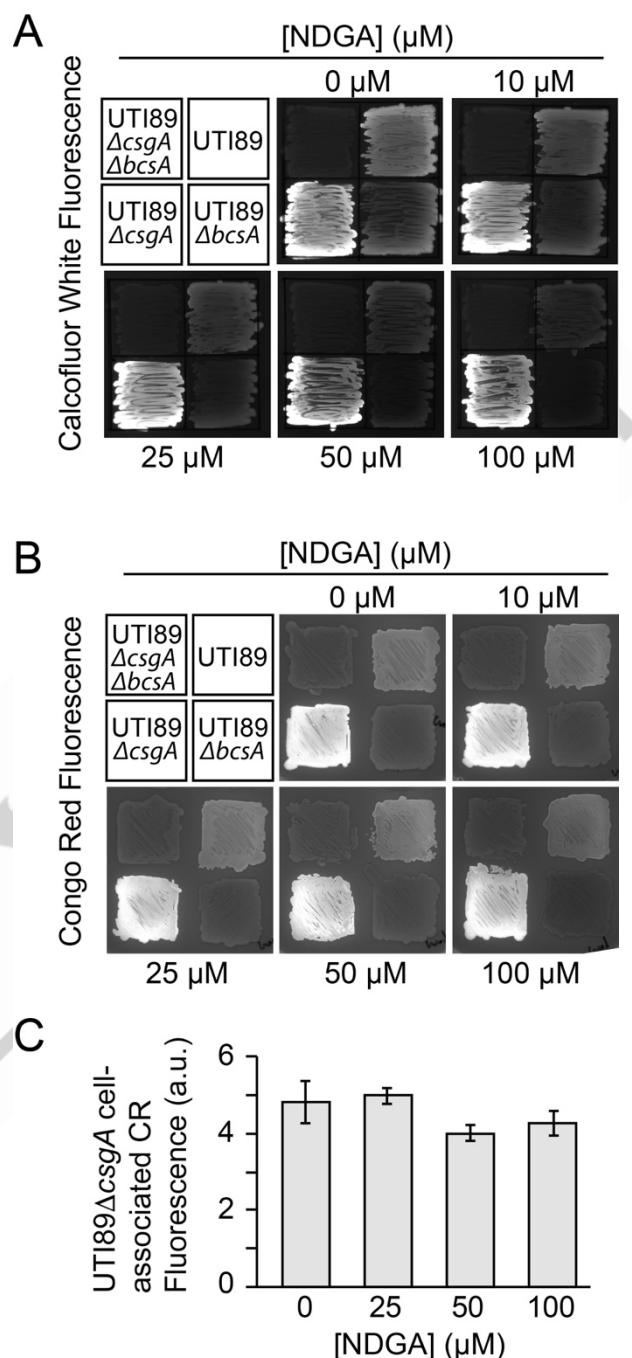 A
[NDGA] (µM)
0 µM 10 µM
Calcofluor White Fluorescence
UTI89 ΔcsgA ΔbcsA
UTI89
UTI89 ΔcsgA
UTI89 ΔbcsA
25 µM 50 µM 100 µM
B
[NDGA] (µM)
0 µM 10 µM
Congo Red Fluorescence
UTI89 ΔcsgA ΔbcsA
UTI89
UTI89 ΔcsgA
UTI89 ΔbcsA
25 µM 50 µM 100 µM
C
UTI89ΔcsgA cell-
associated CR
Fluorescence (a.u.)
6
4
2
0
0 25 50 100
[NDGA] (µM)